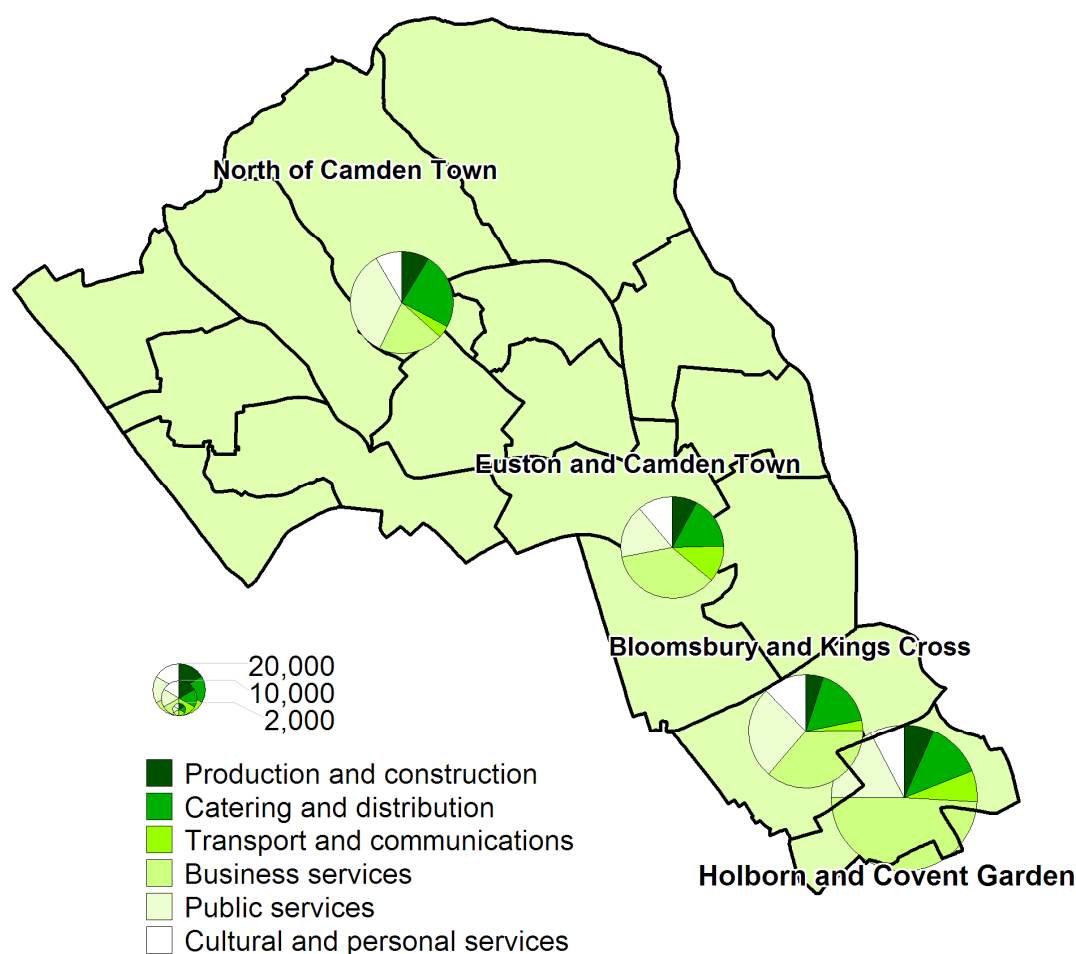 North of Camden Town
Euston and Camden Town
Bloomsbury and Kings Cross
Holborn and Covent Garden
20,000
10,000
2,000
Production and construction
Catering and distribution
Transport and communications
Business services
Public services
Cultural and personal services